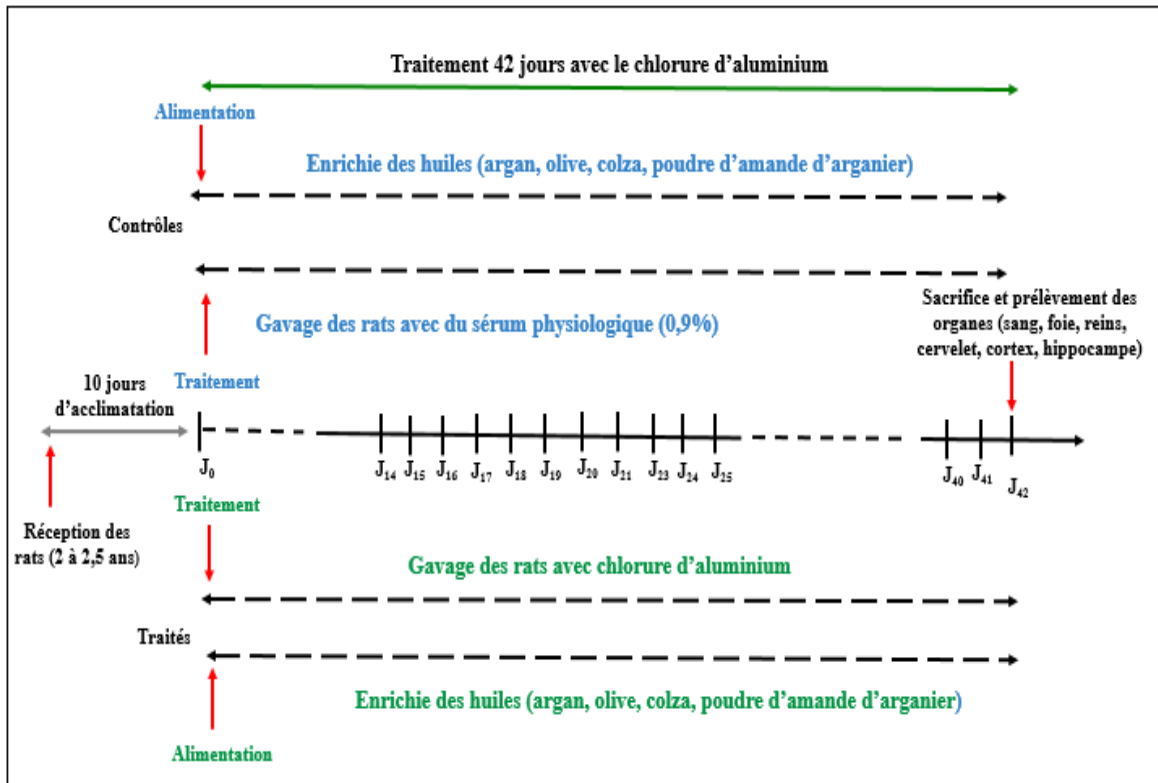 Traitement 42 jours avec le chlorure d'aluminium
Alimentation
Enrichie des huiles (argan, olive, colza, poudre d'amande d'arganier)
Contrôles
Gavage des rats avec du sérum physiologique (0,9%)
Sacrifice et prélèvement des
organes (sang, foie, reins,
cervelet, cortex, hippocampe)
10 jours
d'acclimatation
Traitement
J0
J14
J15
J16
J17
J18
J19
J20
J21
J23
J24
J25
J40
J41
J42
Traitement
Réception des
rats (2 à 2,5 ans)
Gavage des rats avec chlorure d'aluminium
Traités
Enrichie des huiles (argan, olive, colza, poudre d'amande d'arganier)
Alimentation